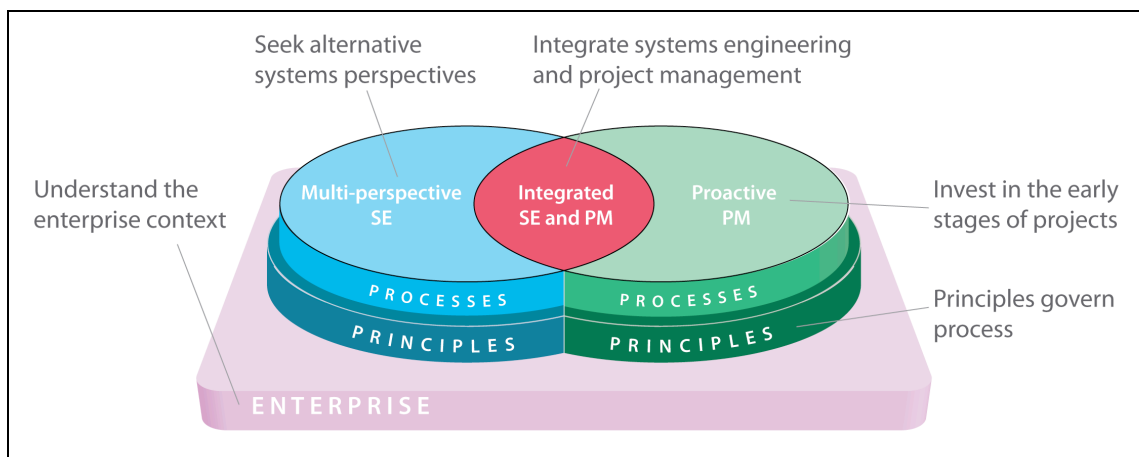 Seek alternative
systems perspectives
Integrate systems engineering
and project management
Understand the
enterprise context
Multi-perspective
SE
Integrated
SE and PM
Proactive
PM
Invest in the early
stages of projects
PROCESSES
PROCESSES
PRINCIPLES
PRINCIPLES
Principles govern
process
ENTERPRISE